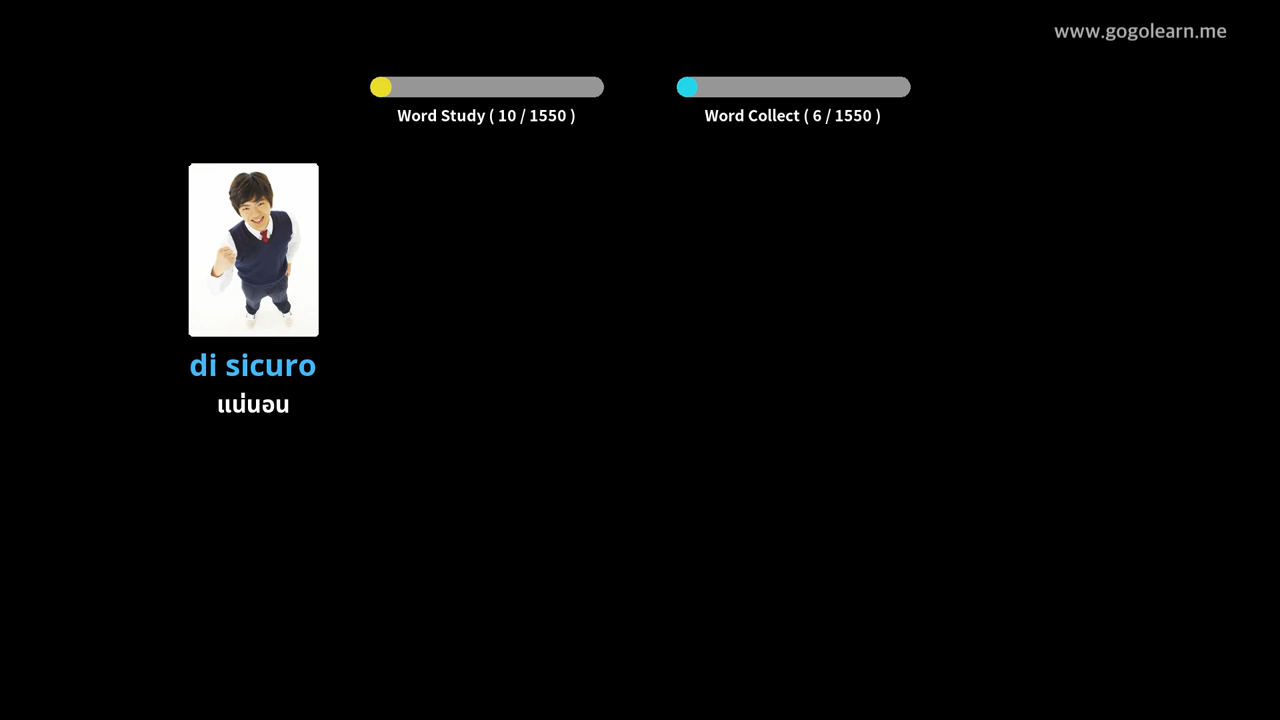 www.gogolearn.me
Word Study ( 10 / 1550 )
Word Collect ( 6 / 1550 )
di sicuro
แน่นอน